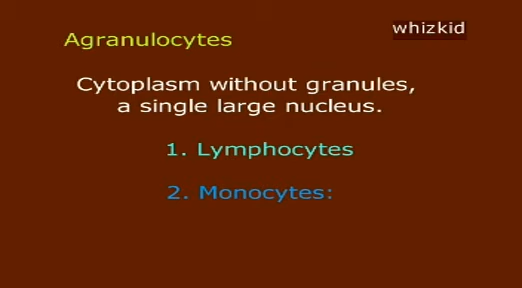 whizkid
Agranulocytes
Cytoplasm without granules,
a single large nucleus.
1. Lymphocytes
2. Monocytes: